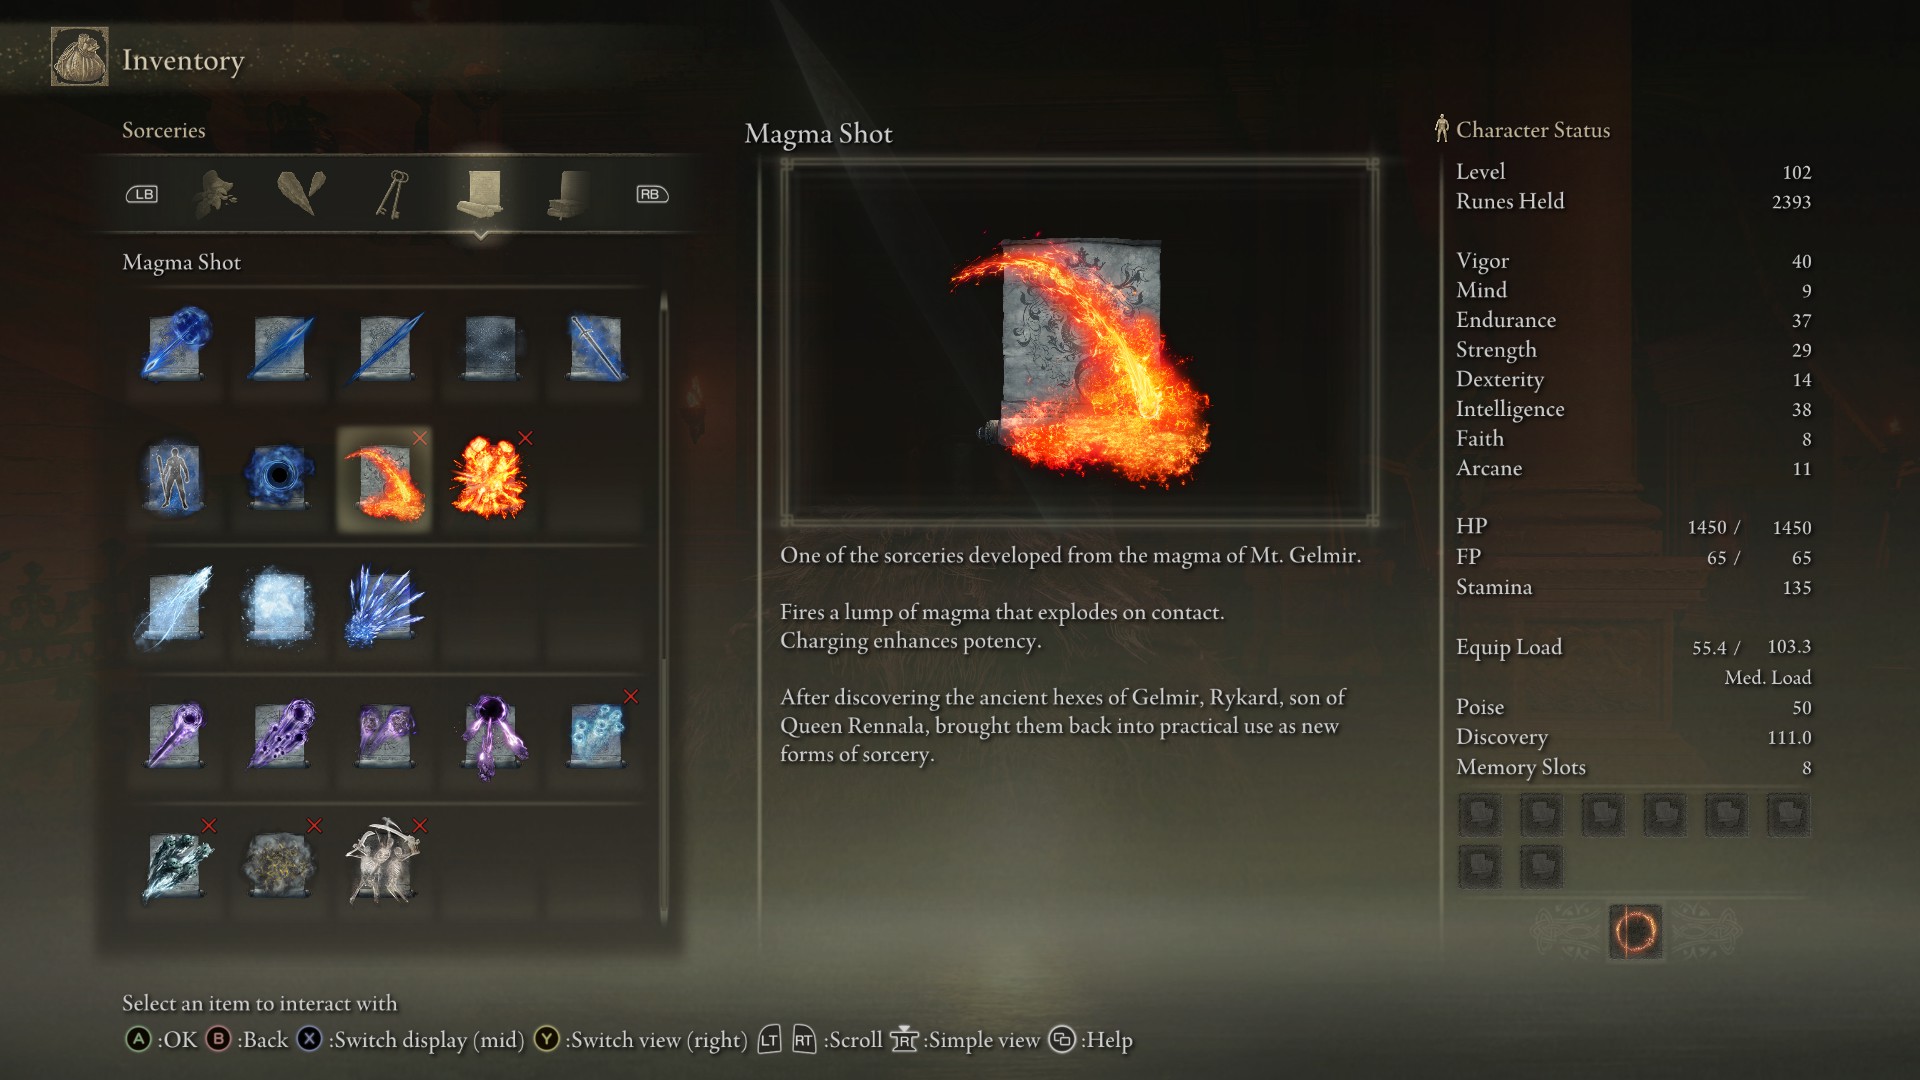 Inventory
Sorceries
LB
RB
Magma Shot
Magma Shot
One of the sorceries developed from the magma of Mt. Gelmir.
Fires a lump of magma that explodes on contact.
Charging enhances potency.
After discovering the ancient hexes of Gelmir, Rykard, son of
Queen Rennala, brought them back into practical use as new
forms of sorcery.
Character Status
Level 102
Runes Held 2393
Vigor 40
Mind 9
Endurance 37
Strength 29
Dexterity 14
Intelligence 38
Faith 8
Arcane 11
HP 1450 / 1450
FP 65 / 65
Stamina 135
Equip Load 55.4 / 103.3
Med. Load
Poise 50
Discovery 111.0
Memory Slots 8
Select an item to interact with
A :OK B :Back X :Switch display (mid) Y :Switch view (right) LT RT :Scroll R :Simple view :Help